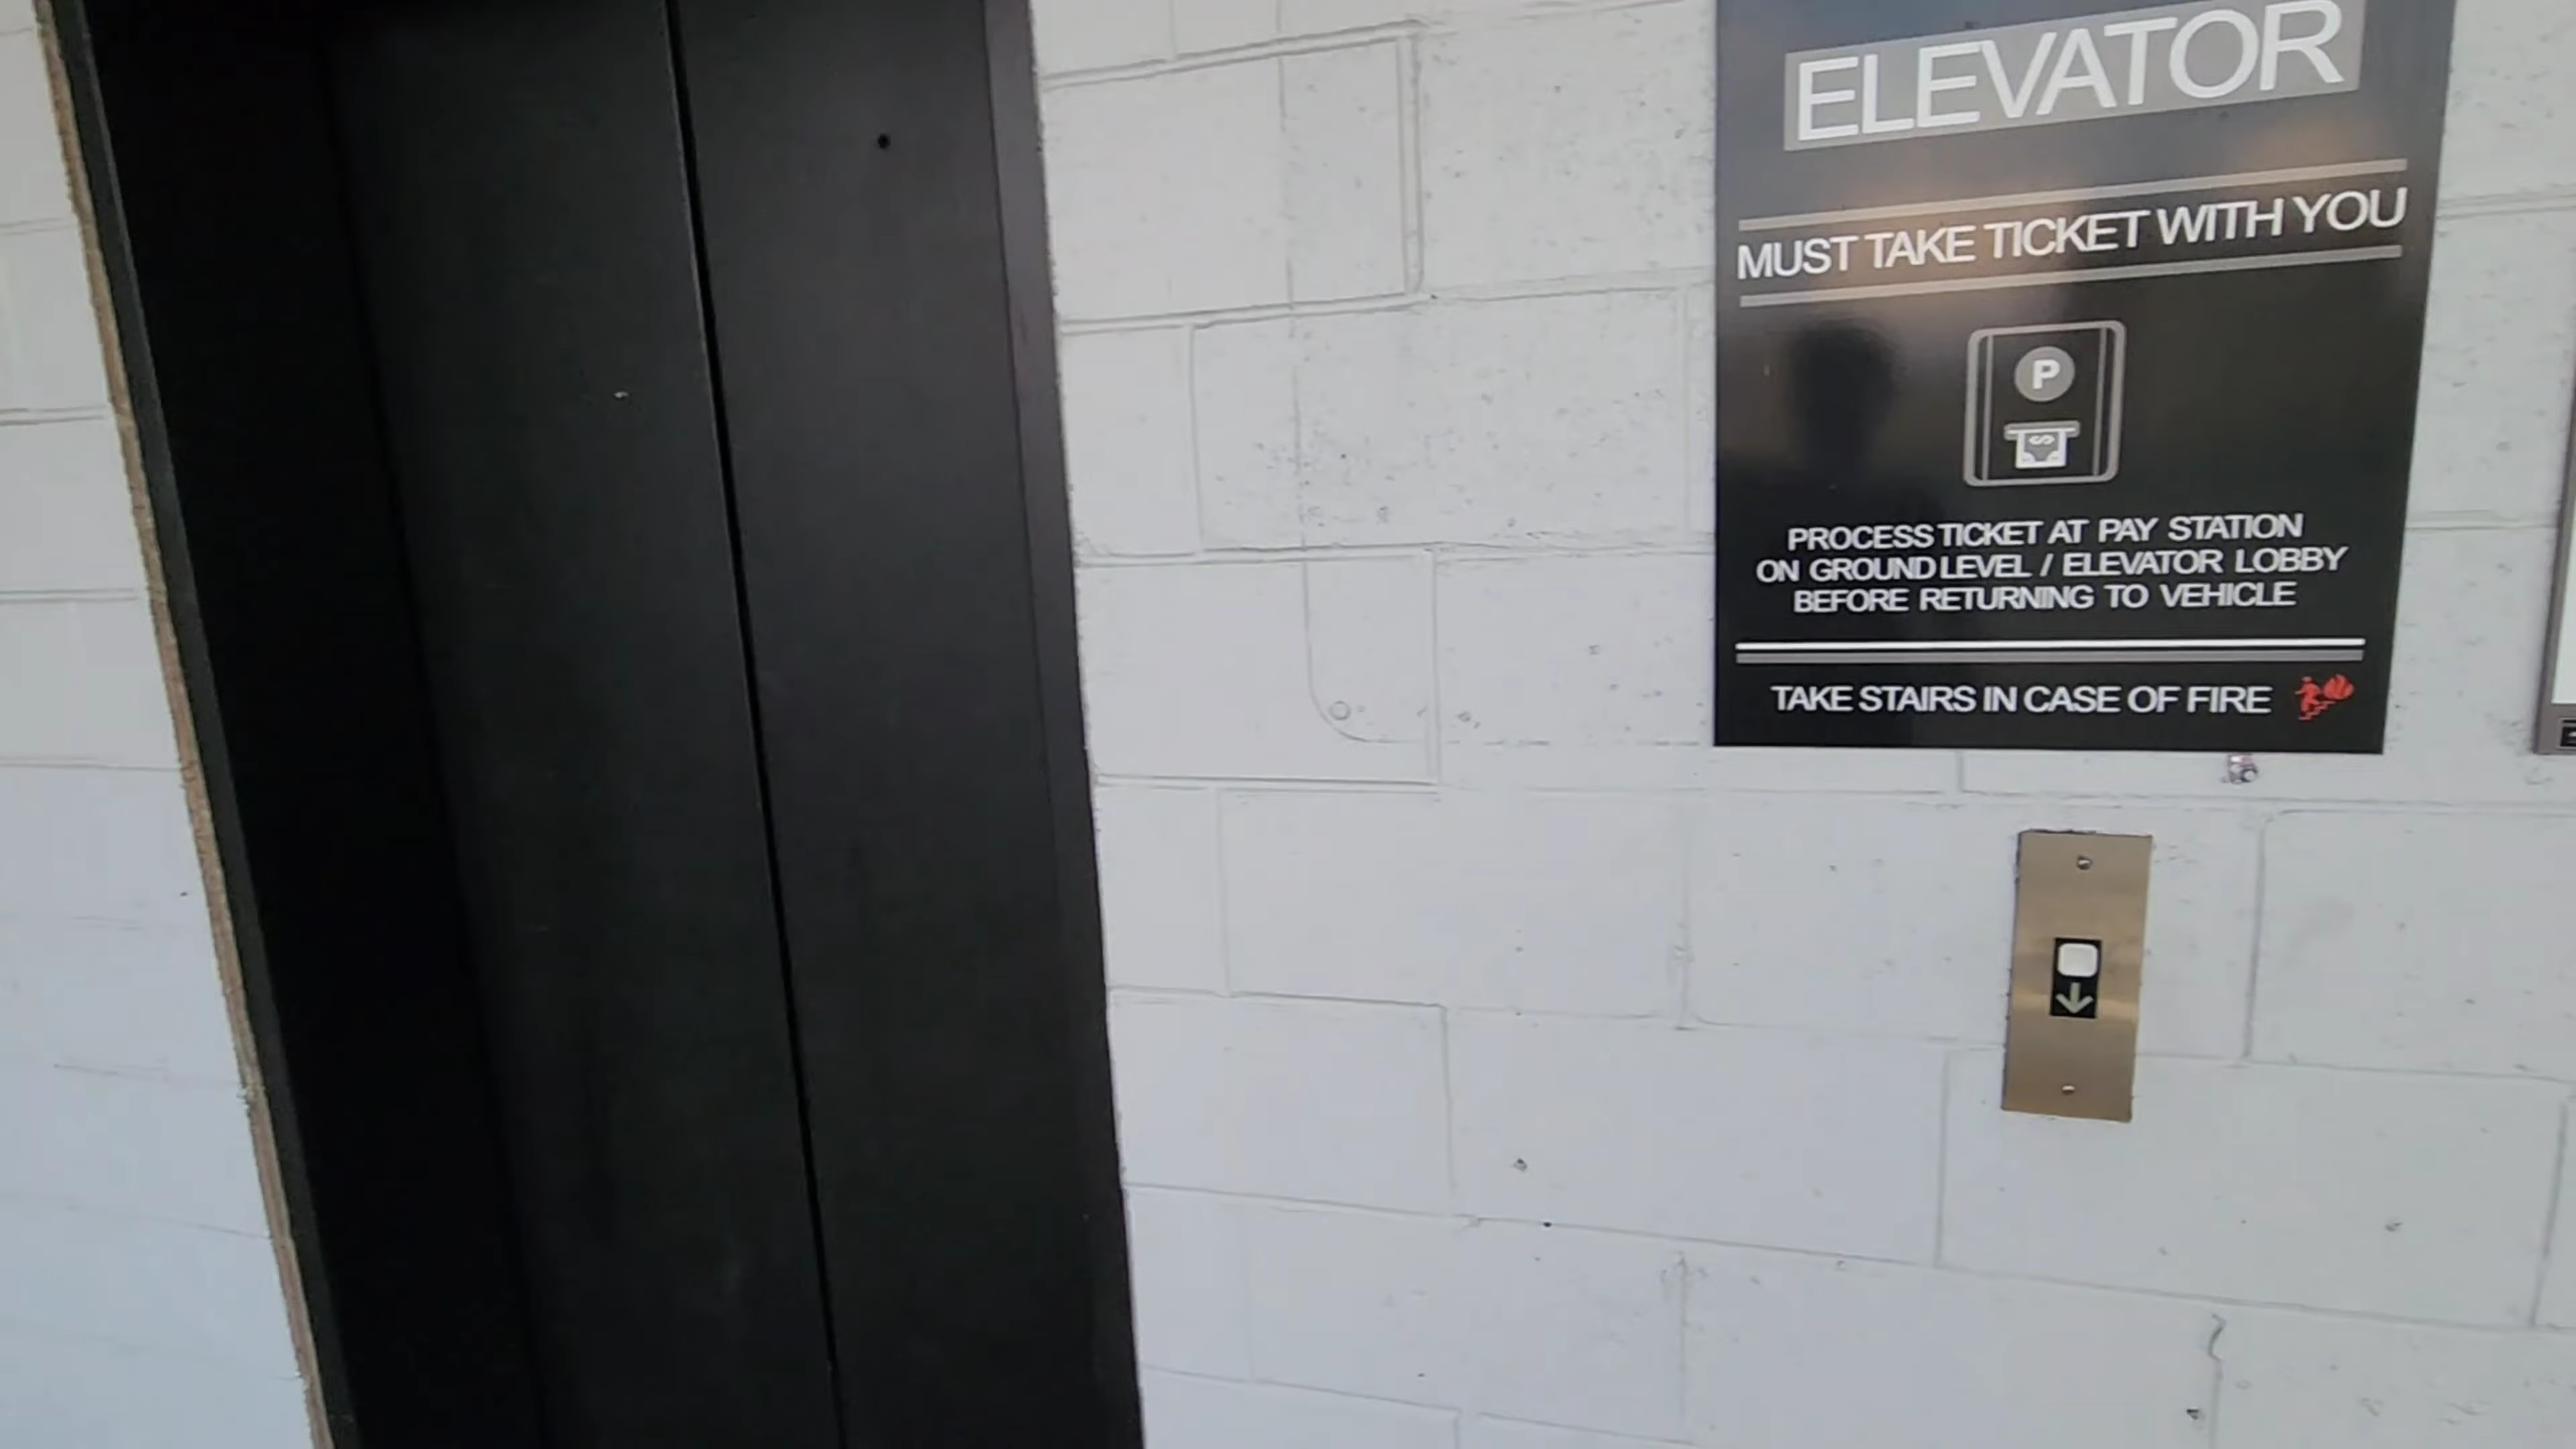 ELEVATOR
MUST TAKE TICKET WITH YOU
P
$
PROCESS TICKET AT PAY STATION
ON GROUND LEVEL / ELEVATOR LOBBY
BEFORE RETURNING TO VEHICLE
TAKE STAIRS IN CASE OF FIRE